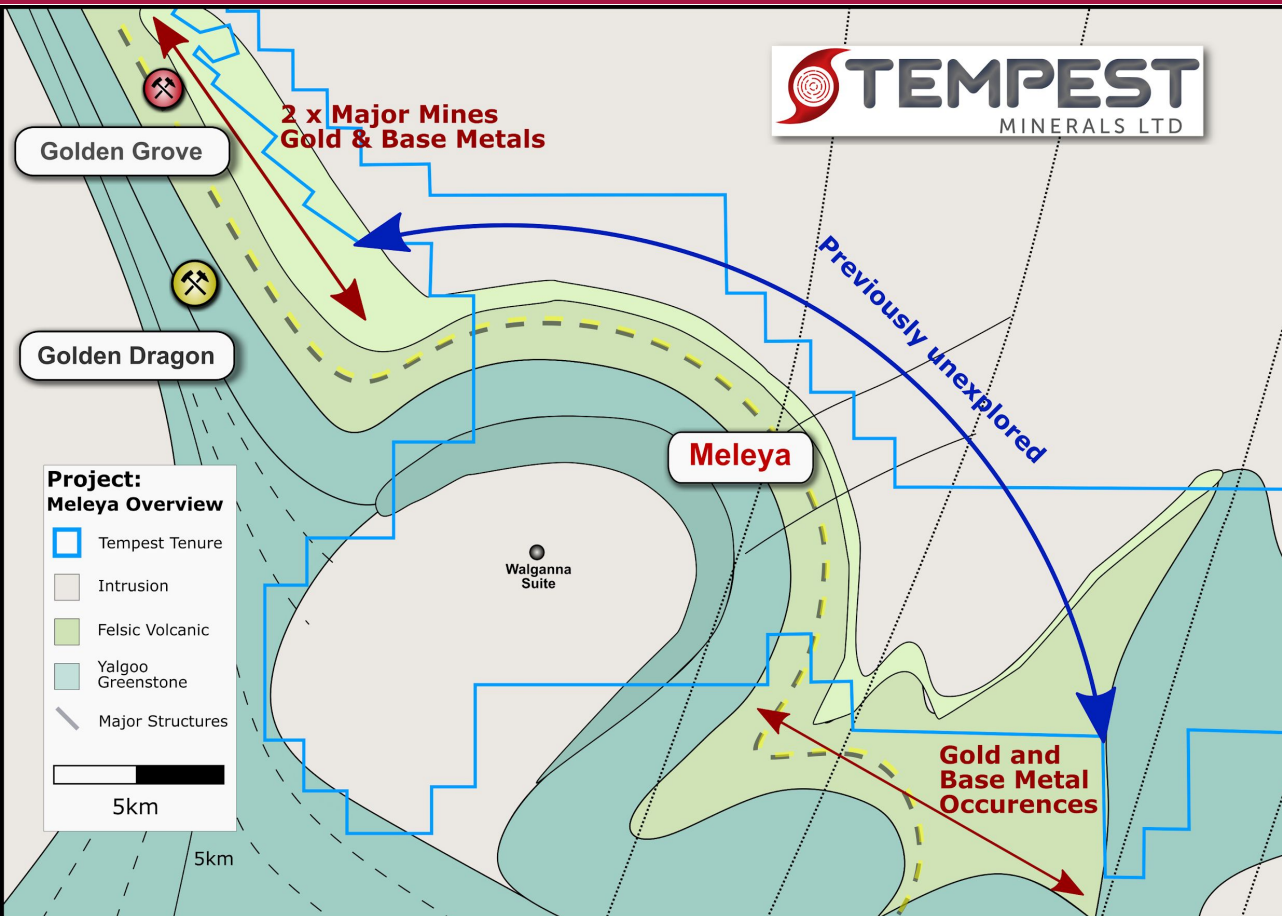 TEMPEST
MINERALS LTD
2 x Major Mines
Gold & Base Metals
Golden Grove
Golden Dragon
Previously unexplored
Meleya
Walganna
Suite
Project:
Meleya Overview
Tempest Tenure
Intrusion
Felsic Volcanic
Yalgoo
Greenstone
Major Structures
5km
5km
Gold and
Base Metal
Occurences